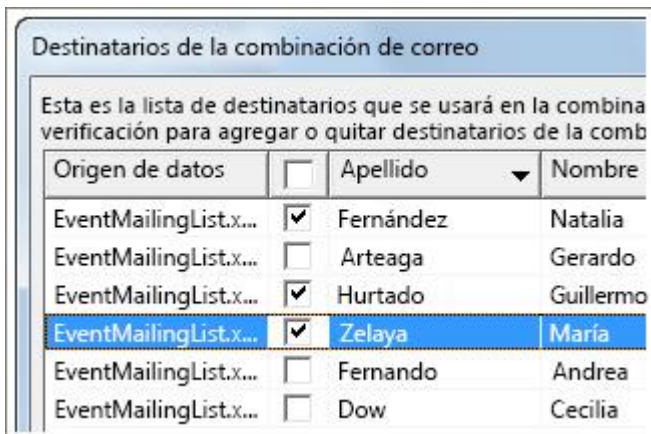 Destinatarios de la combinación de correo
Esta es la lista de destinatarios que se usará en la combina
verificación para agregar o quitar destinatarios de la comb
Origen de datos Apellido Nombre
EventMailingList.x... Fernández Natalia
EventMailingList.x... Arteaga Gerardo
EventMailingList.x... Hurtado Guillermo
EventMailingList.x... Zelaya María
EventMailingList.x... Fernando Andrea
EventMailingList.x... Dow Cecilia